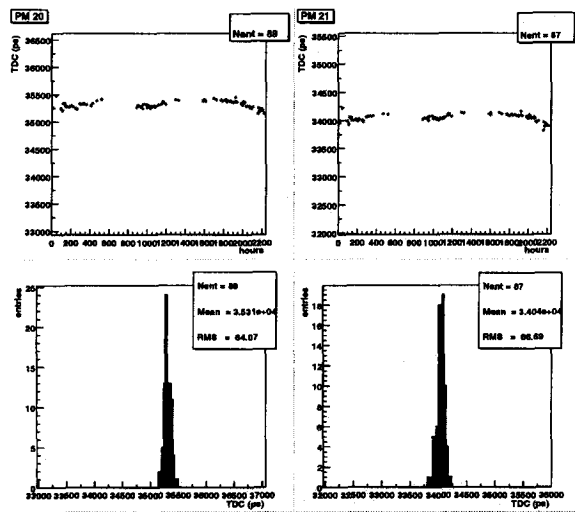 PM 20
Nent = 89
TDC (ps)
36500
36000
35500
35000
34500
34000
33500
33000
0 200 400 600 800 1000 1200 1400 1600 1800 2000 2200
hours
PM 21
Nent = 87
TDC (ps)
35500
35000
34500
34000
33500
33000
32500
32000
0 200 400 600 800 1000 1200 1400 1600 1800 2000 2200
hours
entries
25
20
15
10
5
0
Nent = 89
Mean = 3.531e+04
RMS = 64.07
33000 33500 34000 34500 35000 35500 36000 36500 37000
TDC (ps)
entries
18
16
14
12
10
8
6
4
2
0
Nent = 87
Mean = 3.404e+04
RMS = 66.69
32000 32500 33000 33500 34000 34500 35000 35500 36000
TDC (ps)